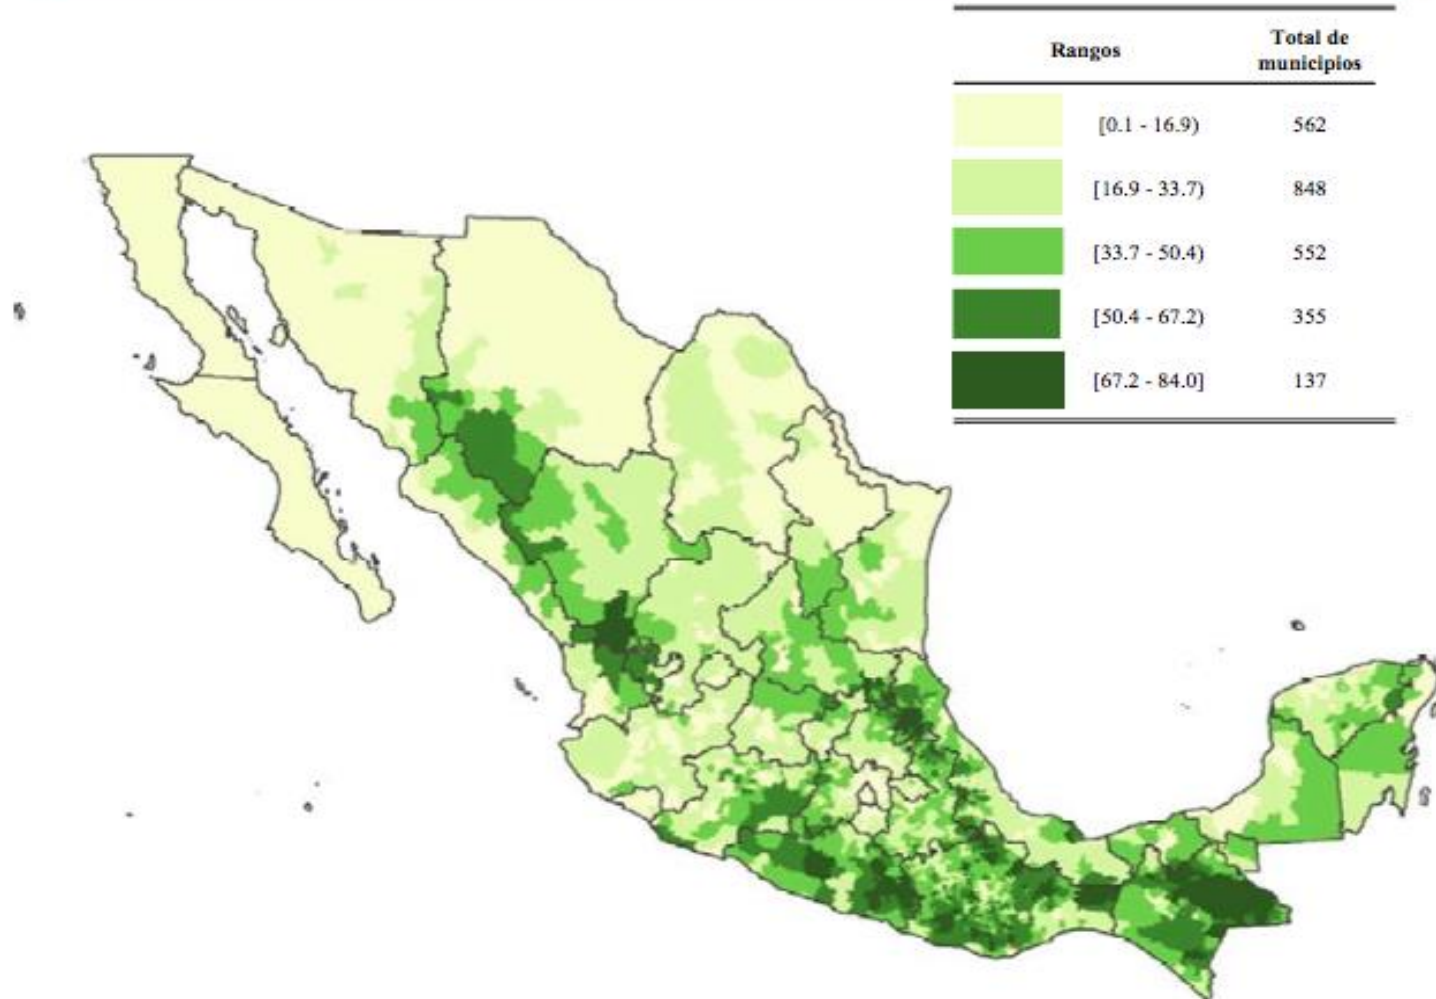 Rangos Total de municipios
[0.1 - 16.9) 562
[16.9 - 33.7) 848
[33.7 - 50.4) 552
[50.4 - 67.2) 355
[67.2 - 84.0] 137